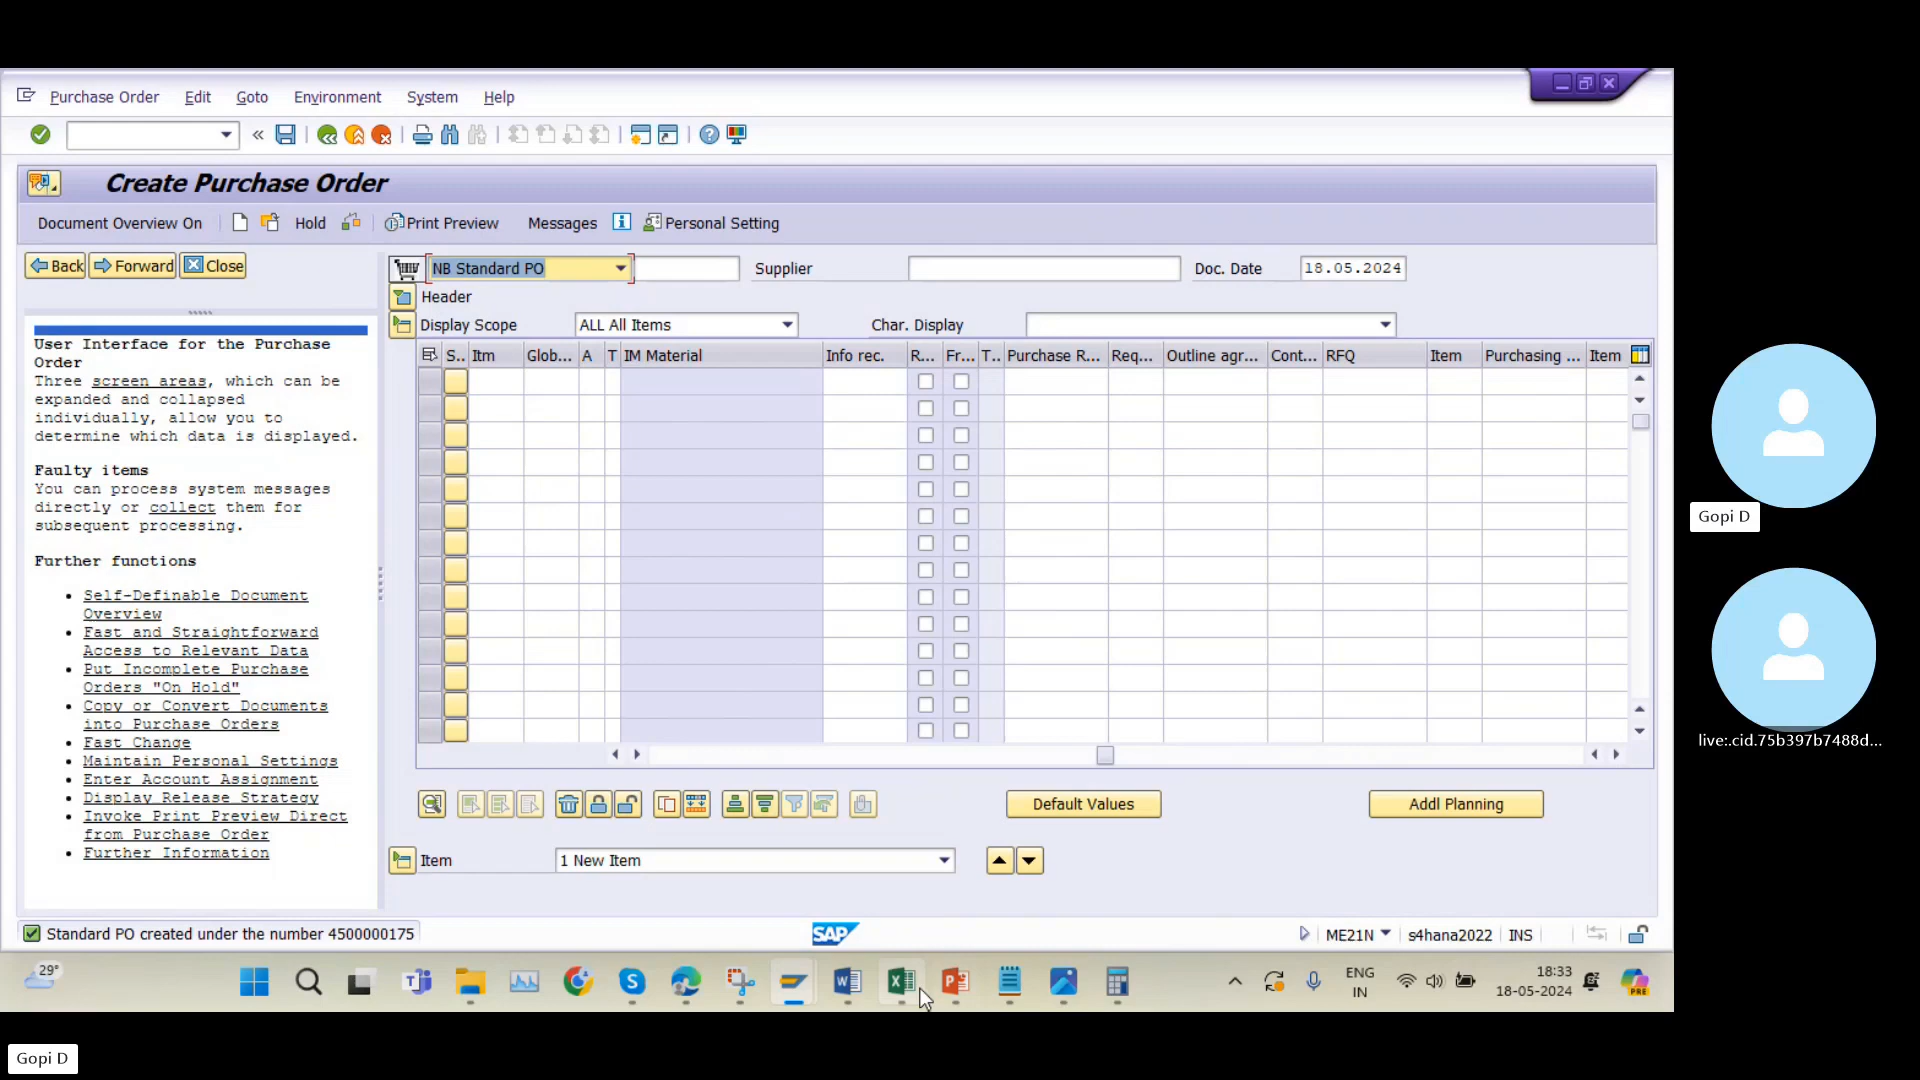 Purchase Order Edit Goto Environment System Help
«
Create Purchase Order
Document Overview On Hold Print Preview Messages Personal Setting
Back Forward Close
NB Standard PO Supplier Doc. Date 18.05.2024
Header
Display Scope ALL All Items Char. Display
S.. Itm Glob... A T IM Material Info rec. R... Fr... T.. Purchase R... Req... Outline agr... Cont... RFQ Item Purchasing ... Item
User Interface for the Purchase
Order
Three screen areas, which can be
expanded and collapsed
individually, allow you to
determine which data is displayed.
Faulty items
You can process system messages
directly or collect them for
subsequent processing.
Further functions
• Self-Definable Document
Overview
• Fast and Straightforward
Access to Relevant Data
• Put Incomplete Purchase
Orders "On Hold"
• Copy or Convert Documents
into Purchase Orders
• Fast Change
• Maintain Personal Settings
• Enter Account Assignment
• Display Release Strategy
• Invoke Print Preview Direct
from Purchase Order
• Further Information
Default Values Addl Planning
Item 1 New Item
Standard PO created under the number 4500000175
SAP
ME21N s4hana2022 INS
29°
ENG
IN
18:33
18-05-2024
PRE
Gopi D
live:.cid.75b397b7488d...
Gopi D